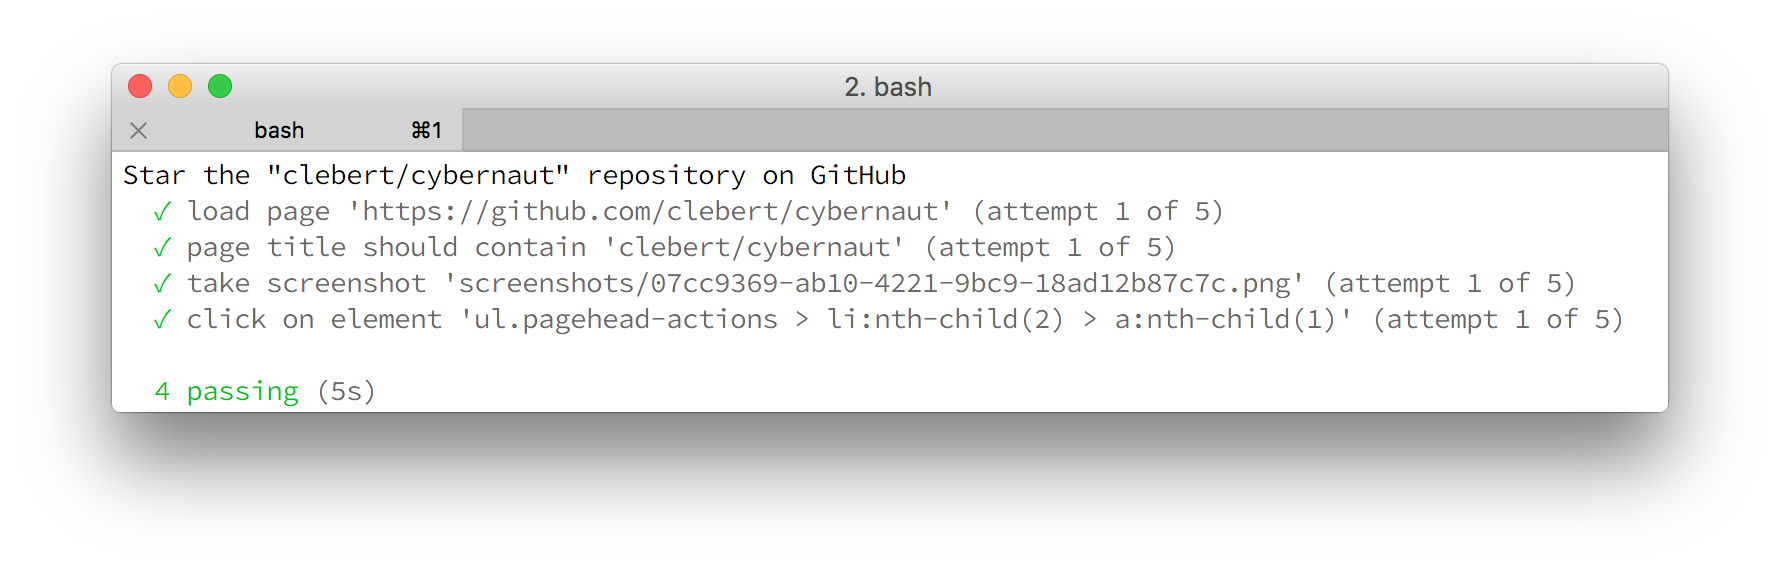 2. bash
bash ⌘1
Star the "clebert/cybernaut" repository on GitHub
✓ load page 'https://github.com/clebert/cybernaut' (attempt 1 of 5)
✓ page title should contain 'clebert/cybernaut' (attempt 1 of 5)
✓ take screenshot 'screenshots/07cc9369-ab10-4221-9bc9-18ad12b87c7c.png' (attempt 1 of 5)
✓ click on element 'ul.pagehead-actions > li:nth-child(2) > a:nth-child(1)' (attempt 1 of 5)
4 passing (5s)